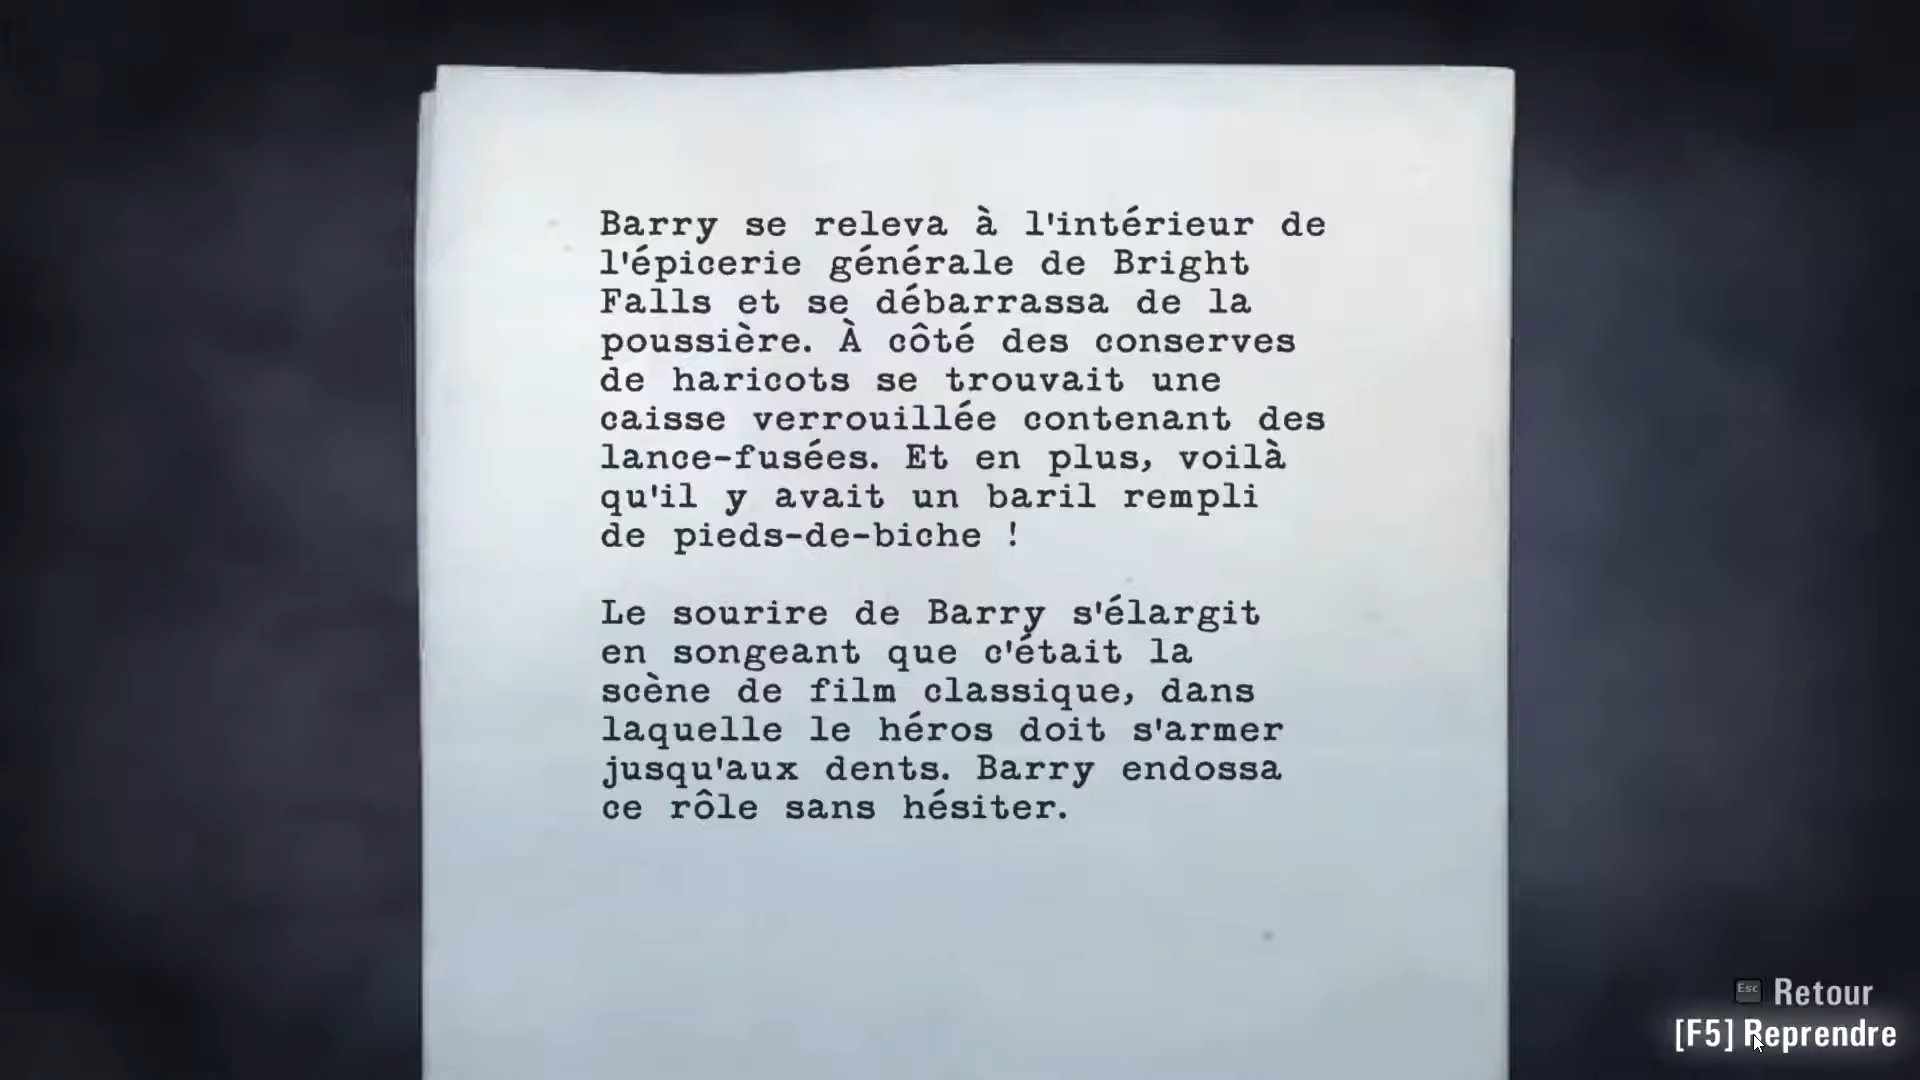 Barry se releva à l'intérieur de
l'épicerie générale de Bright
Falls et se débarrassa de la
poussière. À côté des conserves
de haricots se trouvait une
caisse verrouillée contenant des
lance-fusées. Et en plus, voilà
qu'il y avait un baril rempli
de pieds-de-biche !
Le sourire de Barry s'élargit
en songeant que c'était la
scène de film classique, dans
laquelle le héros doit s'armer
jusqu'aux dents. Barry endossa
ce rôle sans hésiter.
Esc Retour
[F5] Reprendre